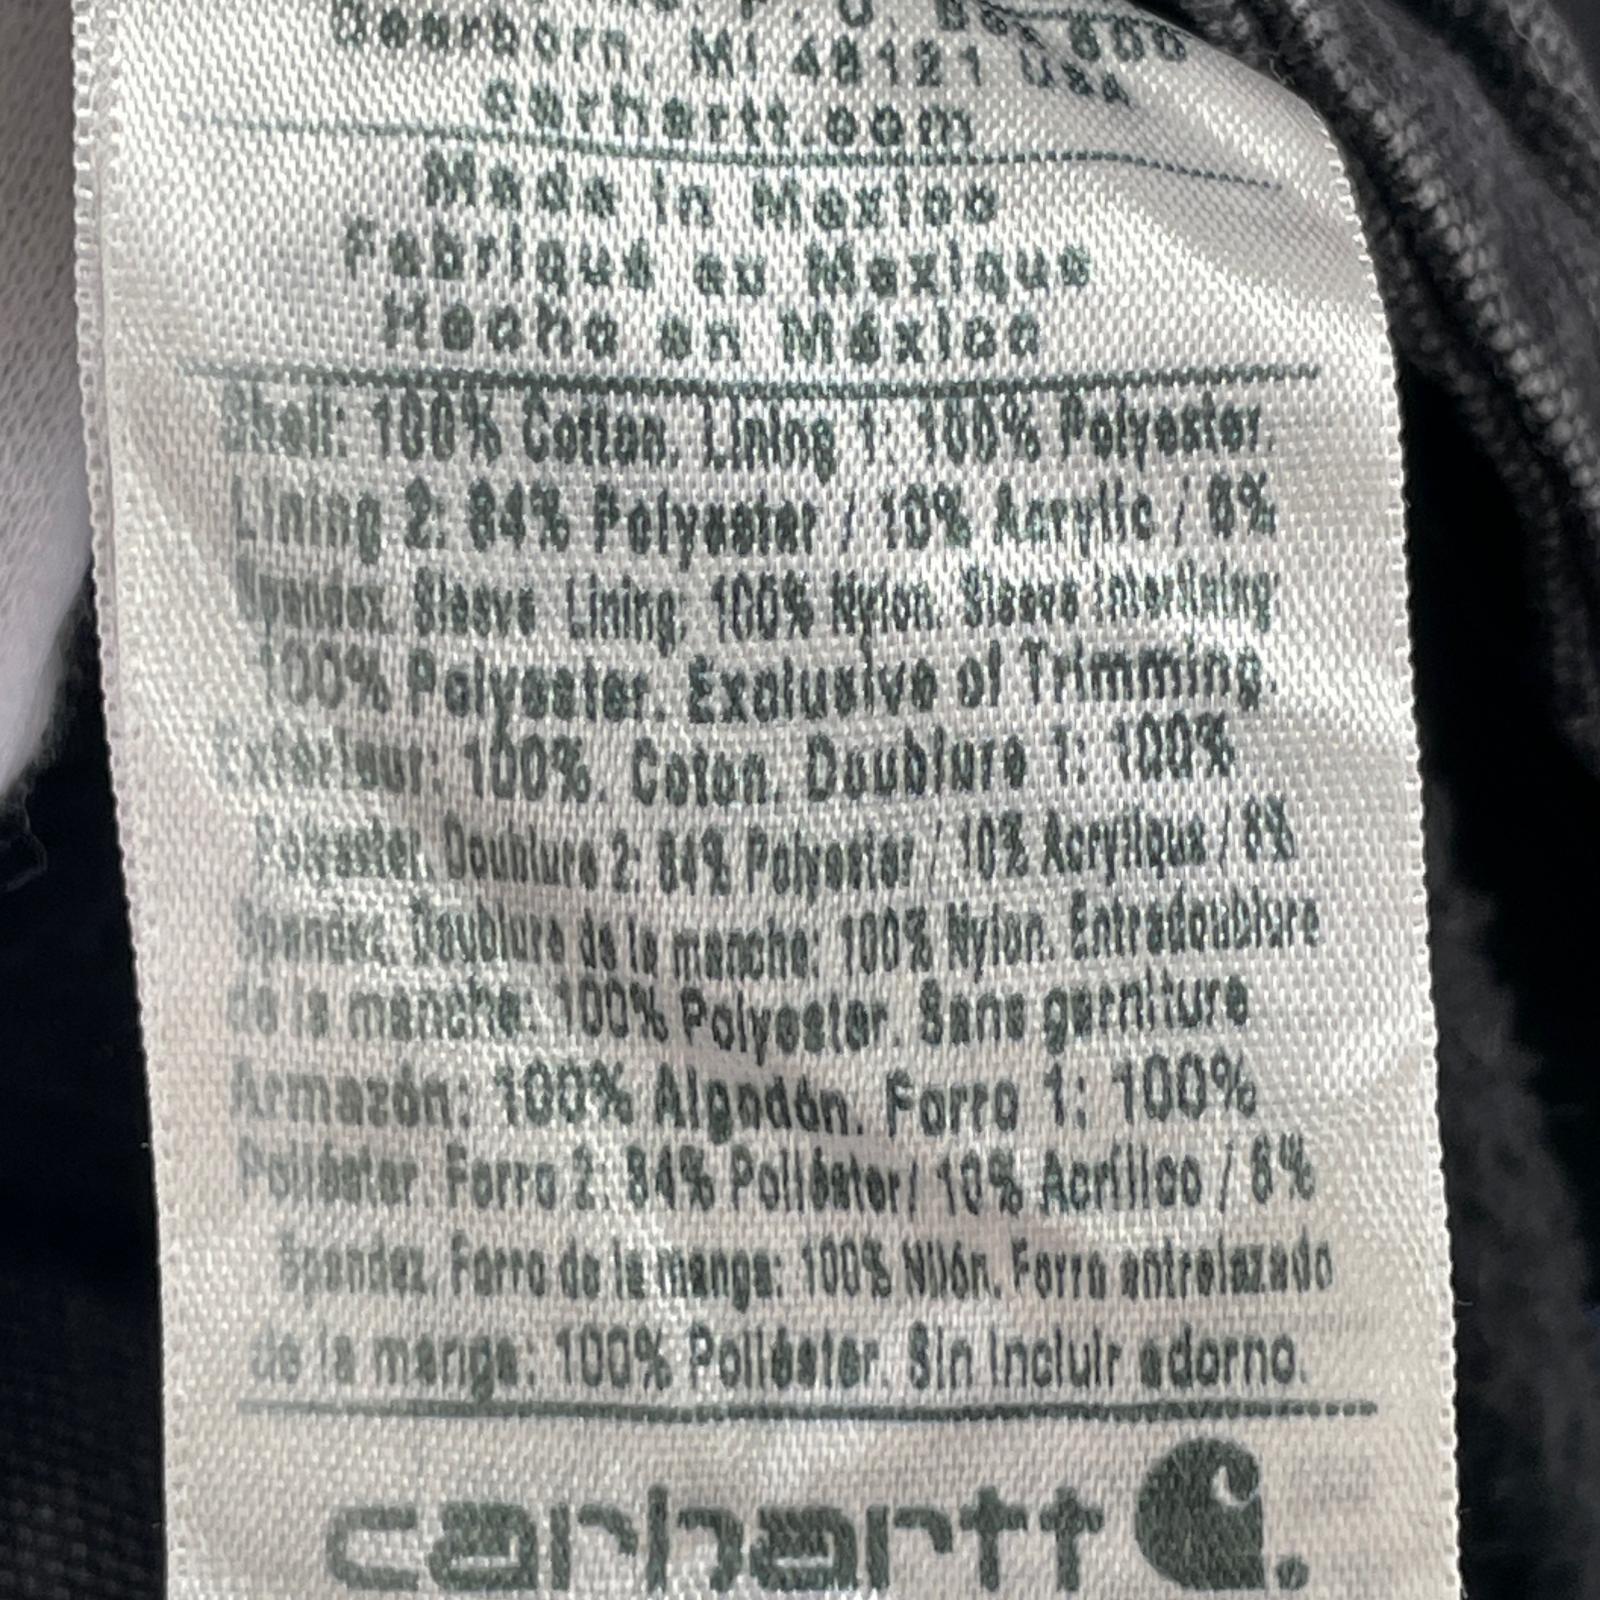 P. O. Box 600
Dearborn, MI 48121 USA
carhartt.com
Made in Mexico
Fabriqué au Mexique
Hecho en México
Shell: 100% Cotton. Lining 1: 100% Polyester.
Lining 2: 84% Polyester / 10% Acrylic / 6%
Spandex. Sleeve Lining: 100% Nylon. Sleeve Interlining:
100% Polyester. Exclusive of Trimming.
Extérieur: 100%. Coton. Doublure 1: 100%
Polyester. Doublure 2: 84% Polyester / 10% Acrylique / 6%
Spandex. Doublure de la manche: 100% Nylon. Entredoublure
de la manche: 100% Polyester. Sans garniture
Armazón: 100% Algodón. Forro 1: 100%
Poliéster. Forro 2: 84% Poliéster/ 10% Acrílico / 6%
Spandex. Forro de la manga: 100% Nilón. Forro entrelazado
de la manga: 100% Poliéster. Sin incluir adorno.
carhartt